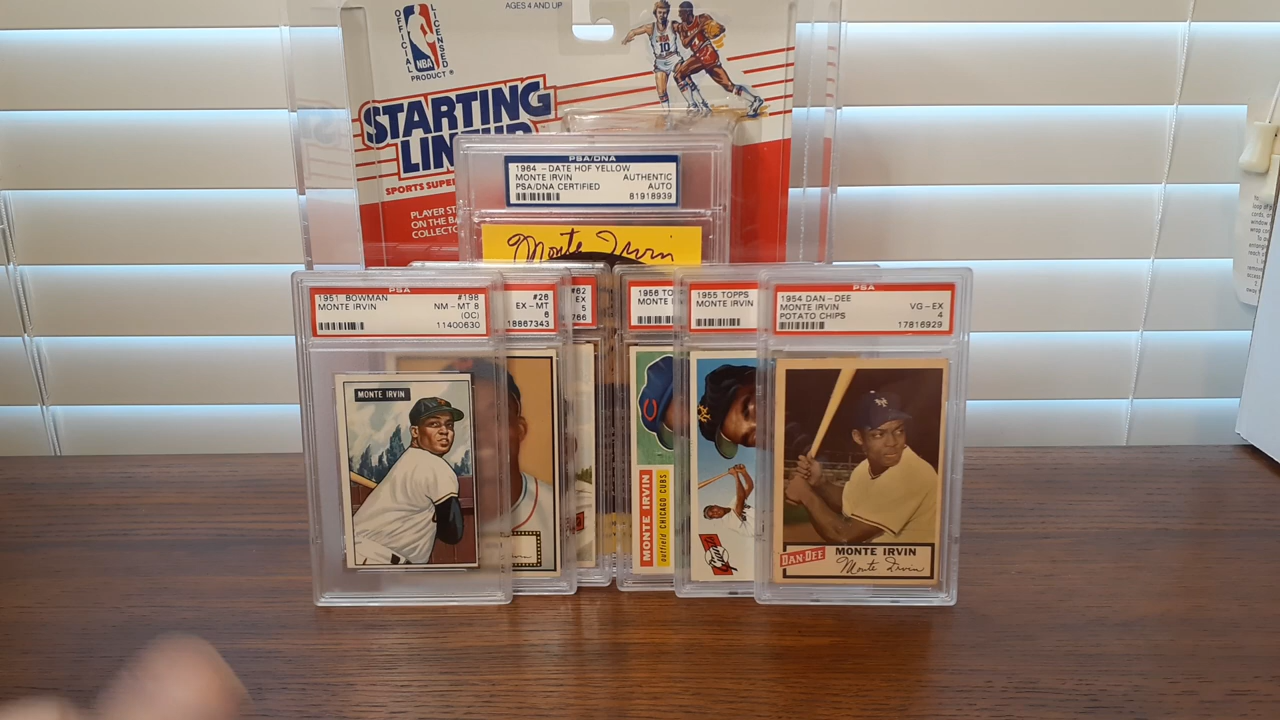 AGES 4 AND UP
OFFICIAL LICENSED
NBA
PRODUCT ®
10
STARTING
SPORTS SUPER
PLAYER
ON THE
PSA/DNA
1964 -DATE HOF YELLOW
MONTE IRVIN AUTHENTIC
PSA/DNA CERTIFIED AUTO
81918939
Monte Irvin
PSA
1951 BOWMAN #198
MONTE IRVIN NM-MT 8
(OC)
11400630
MONTE IRVIN
#26
EX-MT
6
18867343
#62
EX
5
766
1956 TO
MONTE
MONTE IRVIN
outfield CHICAGO CUBS
1955 TOPPS
MONTE IRVIN
PSA
1954 DAN-DEE
MONTE IRVIN VG-EX
POTATO CHIPS 4
17816929
NY
DAN-DEE
MONTE IRVIN
Monte Irvin